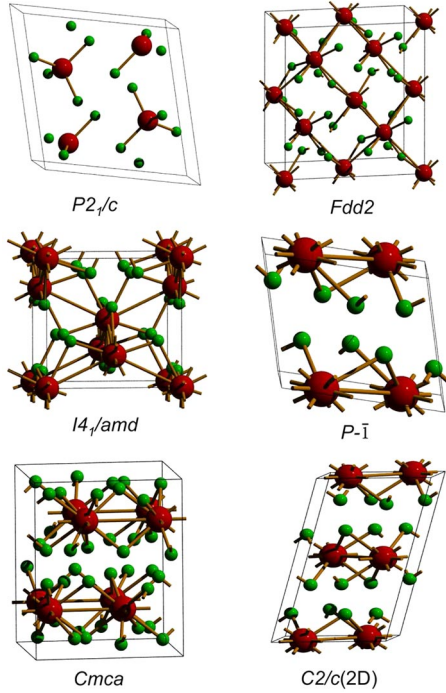 P2₁/c
Fdd2
I4₁/amd
P-1̄
Cmca
C2/c(2D)